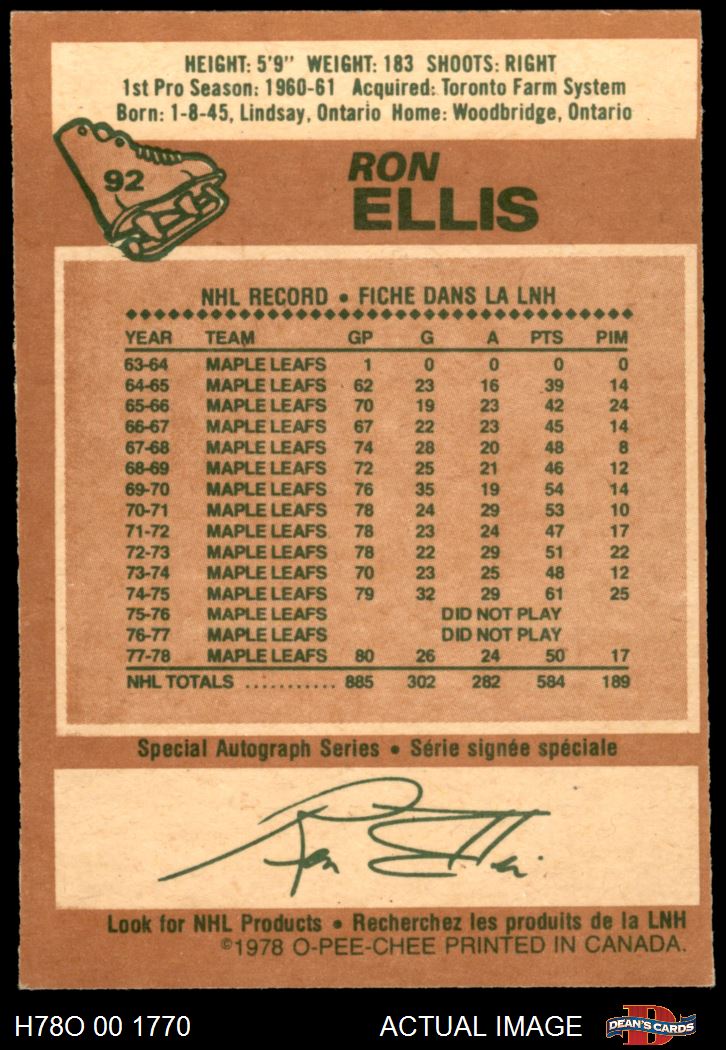 HEIGHT: 5'9" WEIGHT: 183 SHOOTS: RIGHT
1st Pro Season: 1960-61 Acquired: Toronto Farm System
Born: 1-8-45, Lindsay, Ontario Home: Woodbridge, Ontario
92
RON
ELLIS
NHL RECORD • FICHE DANS LA LNH
YEAR TEAM GP G A PTS PIM
63-64 MAPLE LEAFS 1 0 0 0 0
64-65 MAPLE LEAFS 62 23 16 39 14
65-66 MAPLE LEAFS 70 19 23 42 24
66-67 MAPLE LEAFS 67 22 23 45 14
67-68 MAPLE LEAFS 74 28 20 48 8
68-69 MAPLE LEAFS 72 25 21 46 12
69-70 MAPLE LEAFS 76 35 19 54 14
70-71 MAPLE LEAFS 78 24 29 53 10
71-72 MAPLE LEAFS 78 23 24 47 17
72-73 MAPLE LEAFS 78 22 29 51 22
73-74 MAPLE LEAFS 70 23 25 48 12
74-75 MAPLE LEAFS 79 32 29 61 25
75-76 MAPLE LEAFS DID NOT PLAY
76-77 MAPLE LEAFS DID NOT PLAY
77-78 MAPLE LEAFS 80 26 24 50 17
NHL TOTALS ........... 885 302 282 584 189
Special Autograph Series • Série signée spéciale
Ron Ellis
Look for NHL Products • Recherchez les produits de la LNH
©1978 O-PEE-CHEE PRINTED IN CANADA.
H78O 00 1770 ACTUAL IMAGE D DEAN'S CARDS